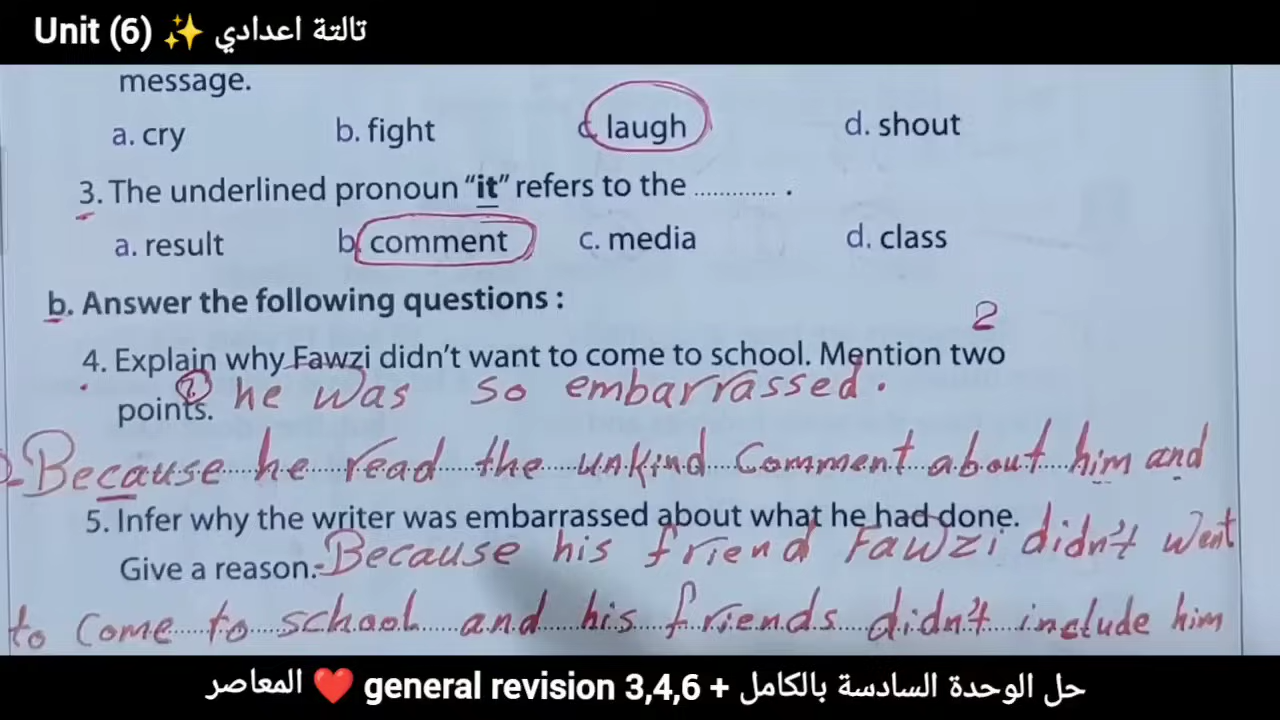 Unit (6) ✨ تالتة اعدادي
message.
a. cry b. fight c. laugh d. shout
3. The underlined pronoun “it” refers to the ............ .
a. result b. comment c. media d. class
b. Answer the following questions :
2
4. Explain why Fawzi didn’t want to come to school. Mention two
points. ② he was so embarrassed.
Because he read the unkind comment about him and
5. Infer why the writer was embarrassed about what he had done.
Give a reason. - Because his friend Fawzi didn't want
to come to school and his friends didn't include him
حل الوحدة السادسة بالكامل + general revision 3,4,6 ❤️ المعاصر